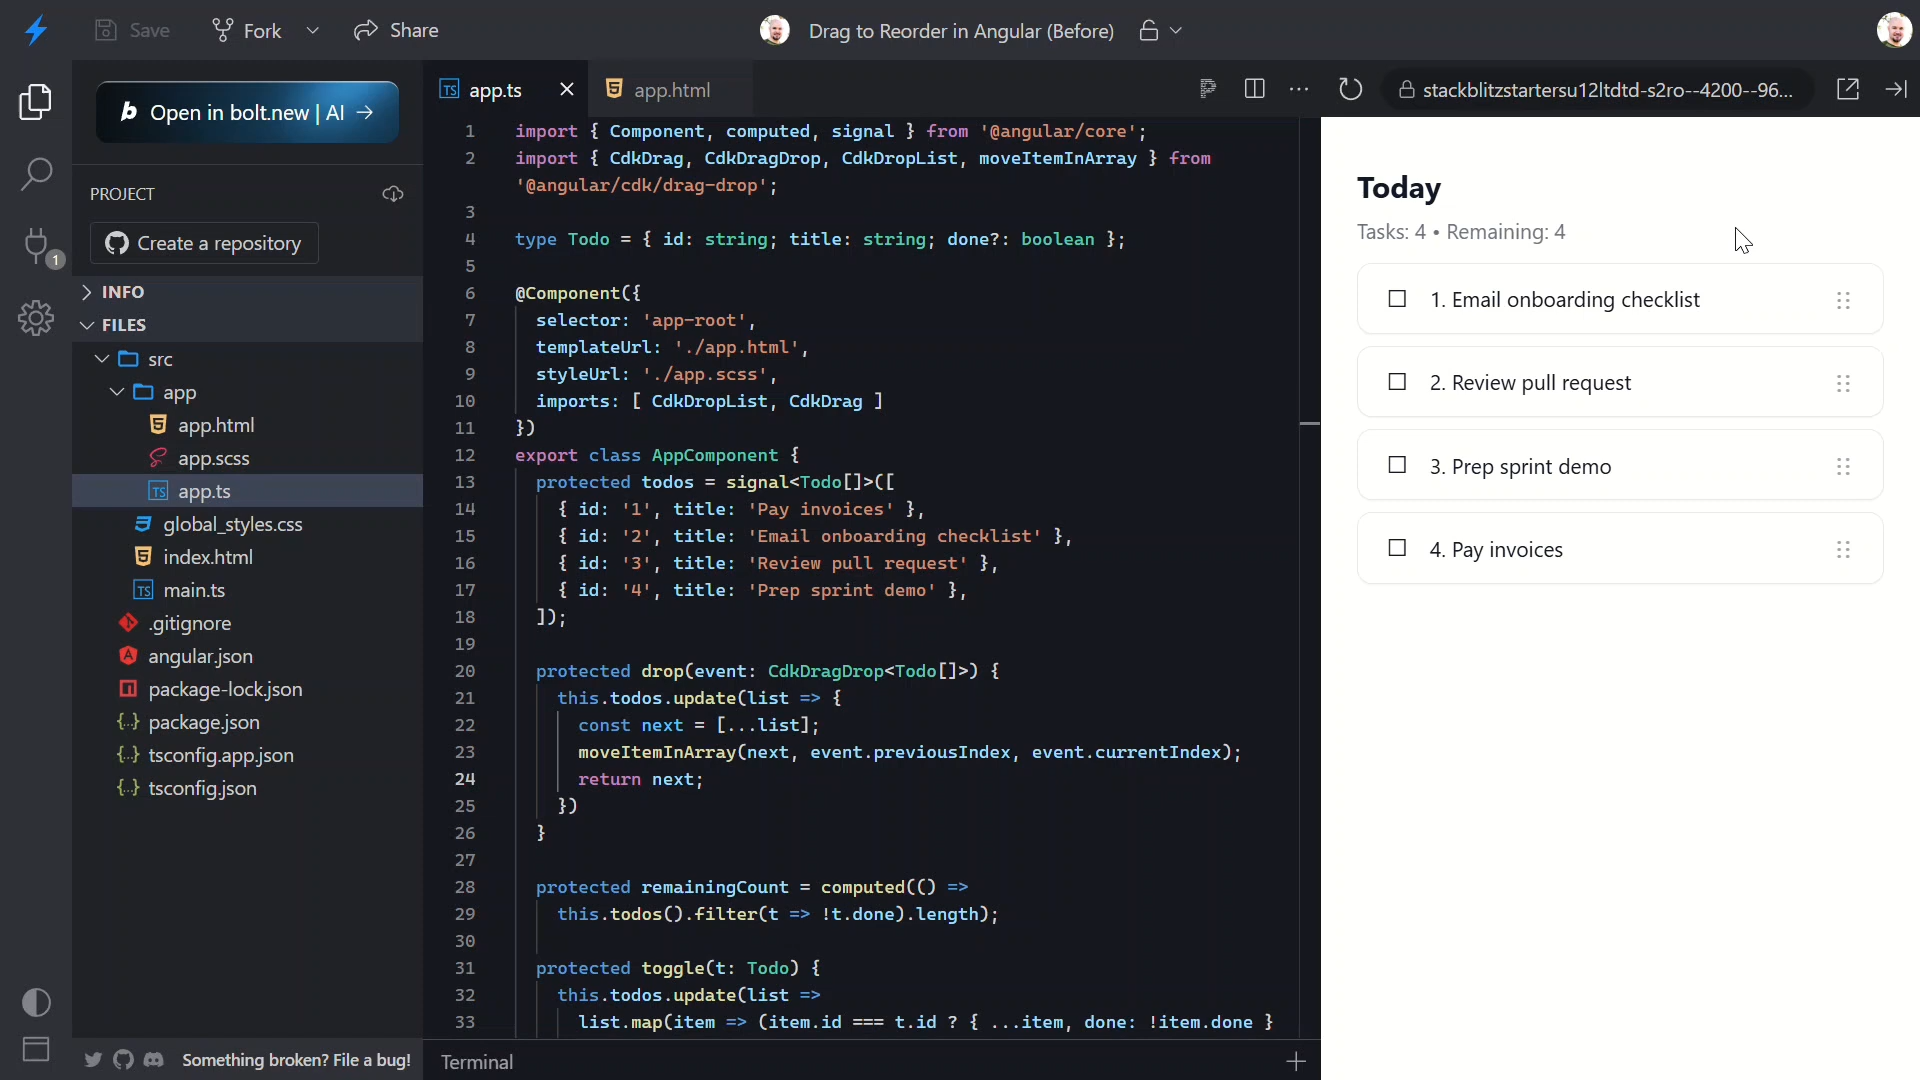 Save
Fork
Share
Drag to Reorder in Angular (Before)
b Open in bolt.new | AI →
PROJECT
Create a repository
1
INFO
FILES
src
app
app.html
app.scss
TS app.ts
global_styles.css
index.html
TS main.ts
.gitignore
angular.json
package-lock.json
package.json
tsconfig.app.json
tsconfig.json
Something broken? File a bug!
TS app.ts
app.html
1 import { Component, computed, signal } from '@angular/core';
2 import { CdkDrag, CdkDragDrop, CdkDropList, moveItemInArray } from
'@angular/cdk/drag-drop';
3
4 type Todo = { id: string; title: string; done?: boolean };
5
6 @Component({
7 selector: 'app-root',
8 templateUrl: './app.html',
9 styleUrl: './app.scss',
10 imports: [ CdkDropList, CdkDrag ]
11 })
12 export class AppComponent {
13 protected todos = signal<Todo[]>([
14 { id: '1', title: 'Pay invoices' },
15 { id: '2', title: 'Email onboarding checklist' },
16 { id: '3', title: 'Review pull request' },
17 { id: '4', title: 'Prep sprint demo' },
18 ]);
19
20 protected drop(event: CdkDragDrop<Todo[]>) {
21 this.todos.update(list => {
22 const next = [...list];
23 moveItemInArray(next, event.previousIndex, event.currentIndex);
24 return next;
25 })
26 }
27
28 protected remainingCount = computed(() =>
29 this.todos().filter(t => !t.done).length);
30
31 protected toggle(t: Todo) {
32 this.todos.update(list =>
33 list.map(item => (item.id === t.id ? { ...item, done: !item.done }
Terminal
stackblitzstartersu12ltdtd-s2ro--4200--96...
Today
Tasks: 4 • Remaining: 4
1. Email onboarding checklist
2. Review pull request
3. Prep sprint demo
4. Pay invoices